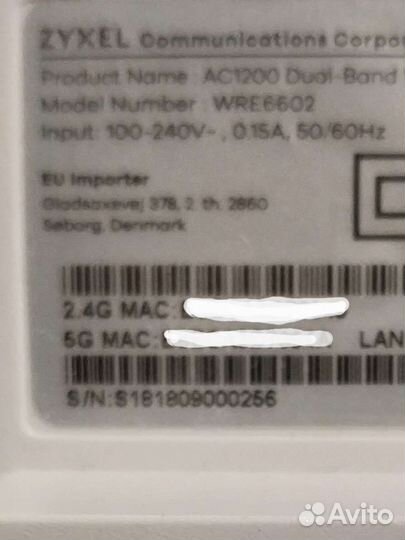 ZYXEL Communications
Product Name : AC1200 Dual-Band
Model Number : WRE6602
Input: 100-240V~, 0.15A, 50/60Hz
EU Importer
Gladsaxevej 378, 2. th. 2860
Søborg, Denmark
2.4G MAC:
5G MAC: LAN
S/N:S181809000256
Avito